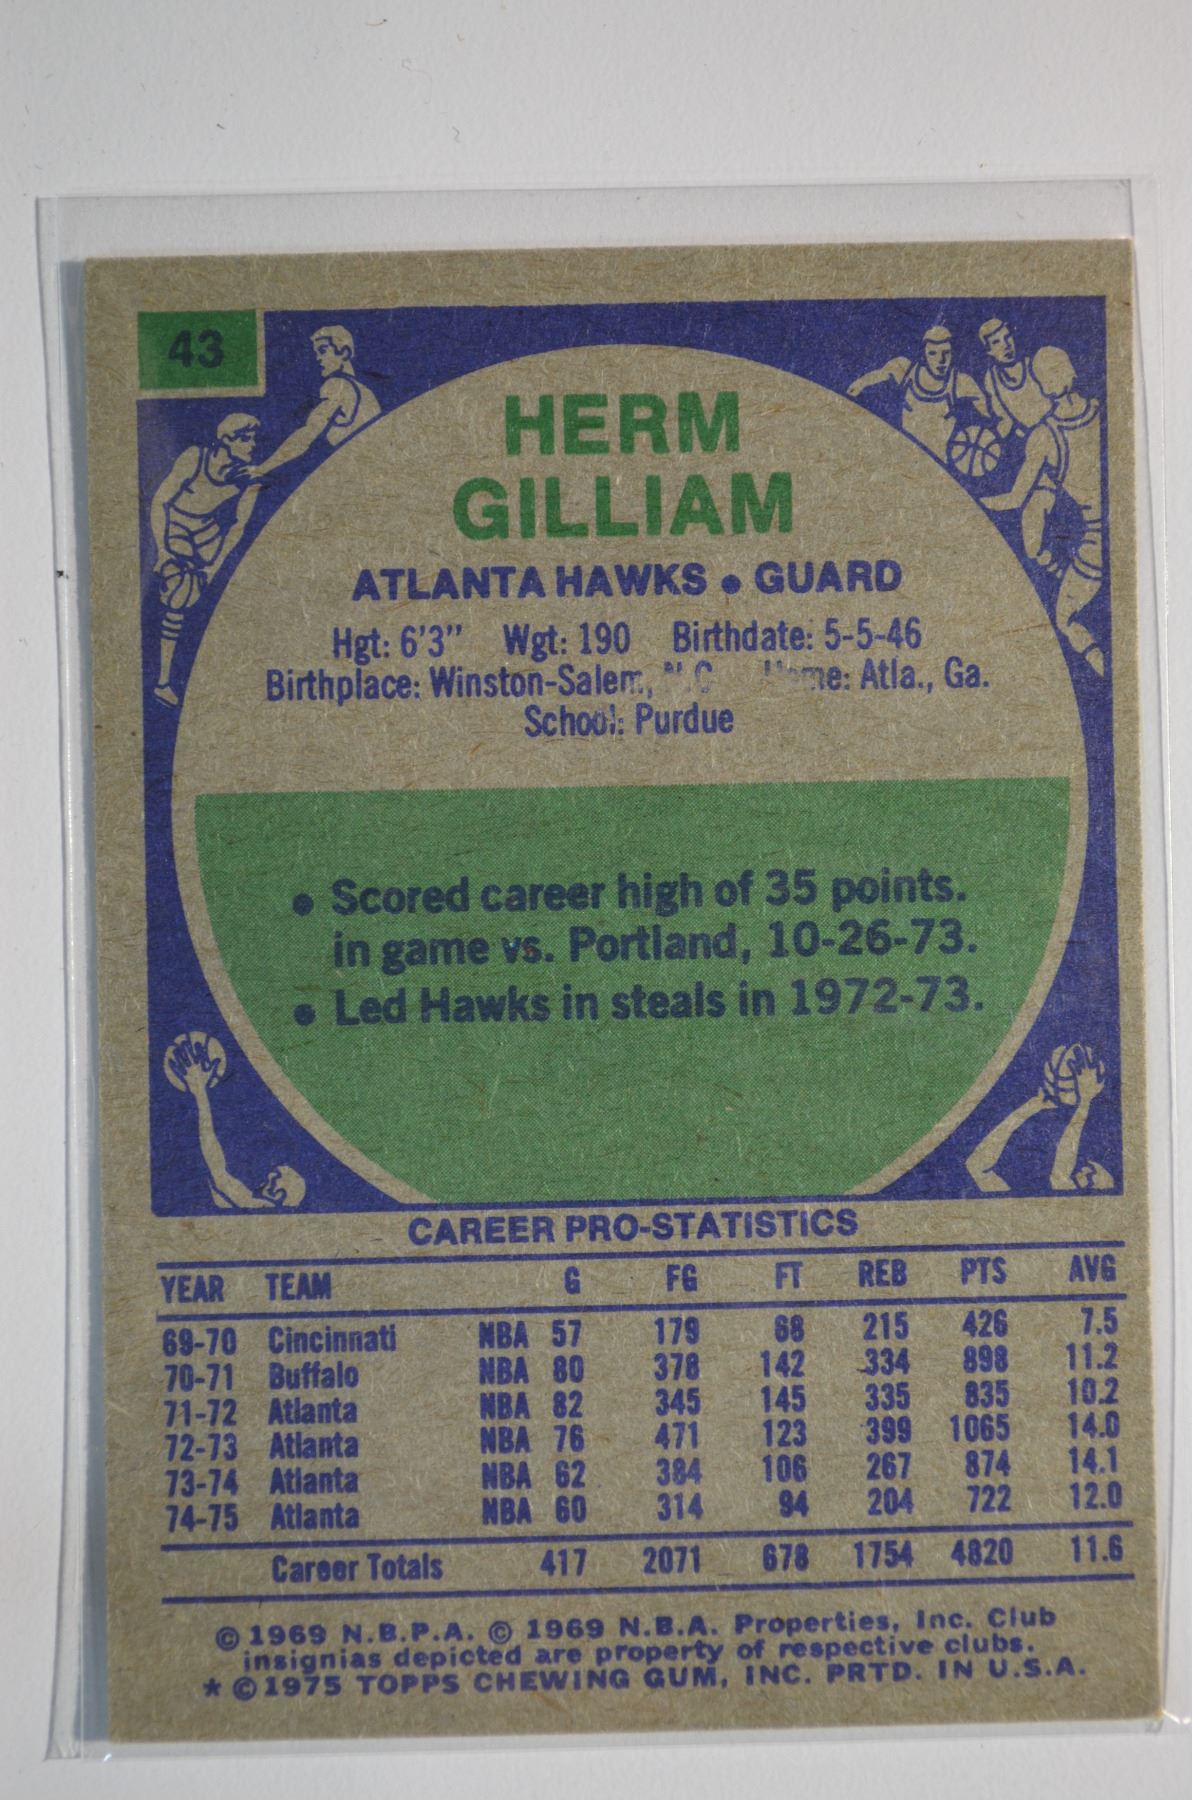 43
HERM
GILLIAM
ATLANTA HAWKS • GUARD
Hgt: 6'3" Wgt: 190 Birthdate: 5-5-46
Birthplace: Winston-Salem, Atla., Ga.
School: Purdue
• Scored career high of 35 points.
in game vs. Portland, 10-26-73.
• Led Hawks in steals in 1972-73.
CAREER PRO-STATISTICS
YEAR TEAM G FG FT REB PTS AVG
69-70 Cincinnati NBA 57 179 68 215 426 7.5
70-71 Buffalo NBA 80 378 142 334 898 11.2
71-72 Atlanta NBA 82 345 145 335 835 10.2
72-73 Atlanta NBA 76 471 123 399 1065 14.0
73-74 Atlanta NBA 62 384 106 267 874 14.1
74-75 Atlanta NBA 60 314 94 204 722 12.0
Career Totals 417 2071 678 1754 4820 11.6
© 1969 N.B.P.A. © 1969 N.B.A. Properties, Inc. Club
insignias depicted are property of respective clubs.
* © 1975 TOPPS CHEWING GUM, INC. PRTD. IN U.S.A.